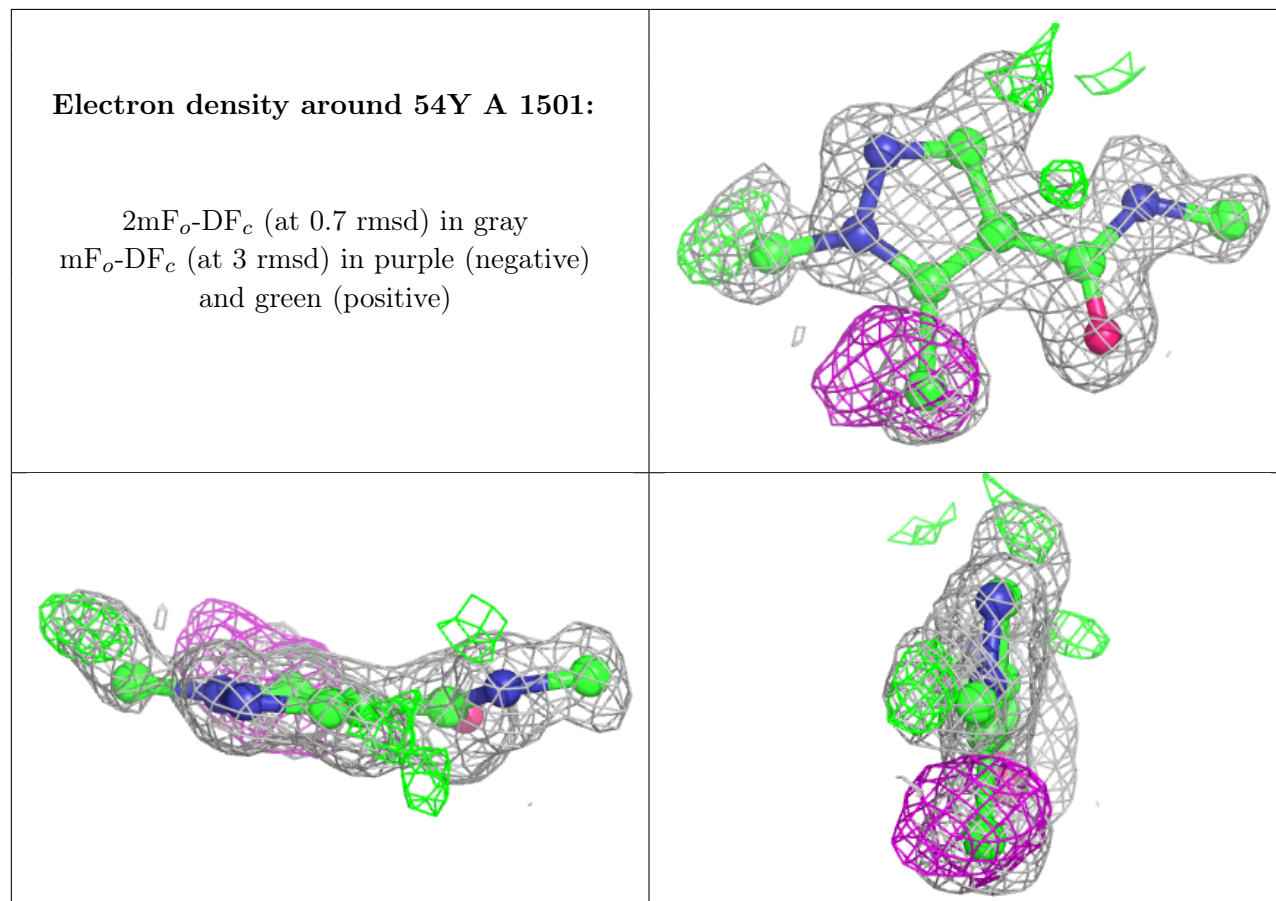 Electron density around 54Y A 1501:
2mFₒ-DF𝒸 (at 0.7 rmsd) in gray
mFₒ-DF𝒸 (at 3 rmsd) in purple (negative)
and green (positive)